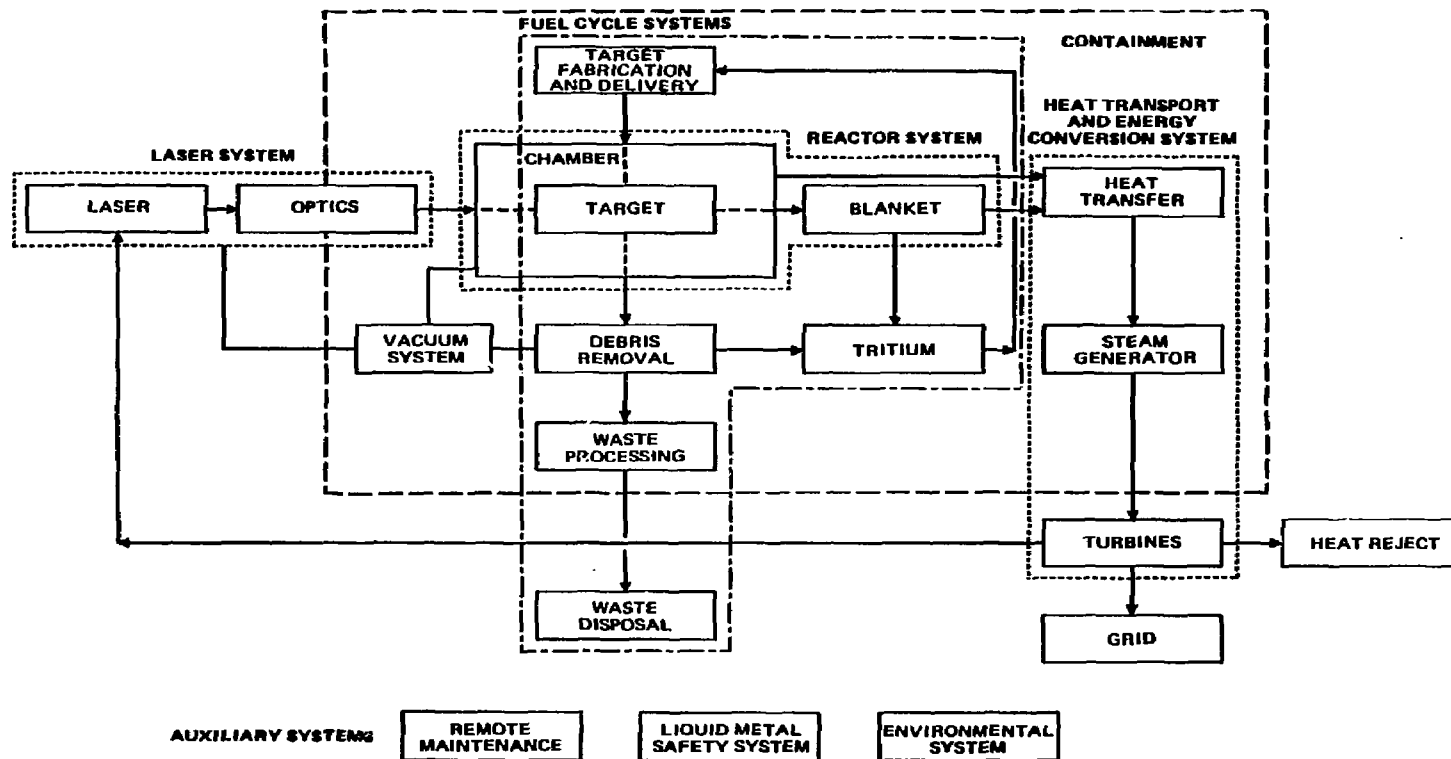 FUEL CYCLE SYSTEMS
CONTAINMENT
TARGET
FABRICATION
AND DELIVERY
HEAT TRANSPORT
AND ENERGY
CONVERSION SYSTEM
LASER SYSTEM
CHAMBER
REACTOR SYSTEM
LASER
OPTICS
TARGET
BLANKET
HEAT
TRANSFER
VACUUM
SYSTEM
DEBRIS
REMOVAL
TRITIUM
STEAM
GENERATOR
WASTE
PROCESSING
TURBINES
HEAT REJECT
WASTE
DISPOSAL
GRID
AUXILIARY SYSTEMS
REMOTE
MAINTENANCE
LIQUID METAL
SAFETY SYSTEM
ENVIRONMENTAL
SYSTEM